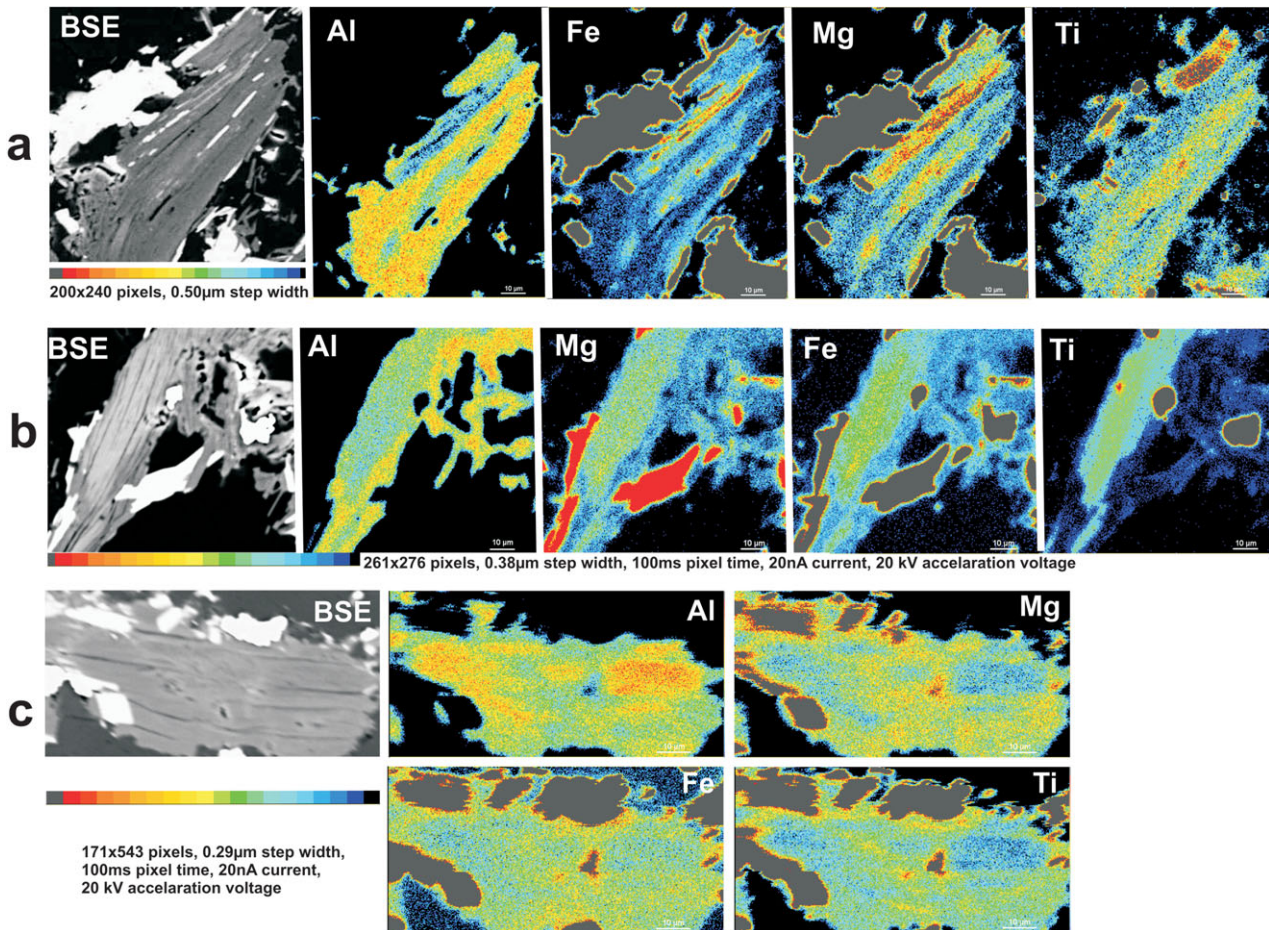 BSE Al Fe Mg Ti
a
10 µm 10 µm 10 µm 10 µm
200x240 pixels, 0.50µm step width
BSE Al Mg Fe Ti
b
10 µm 10 µm 10 µm 10 µm
261x276 pixels, 0.38µm step width, 100ms pixel time, 20nA current, 20 kV accelaration voltage
BSE Al Mg
c
10 µm 10 µm
Fe Ti
171x543 pixels, 0.29µm step width,
100ms pixel time, 20nA current,
20 kV accelaration voltage
10 µm 10 µm